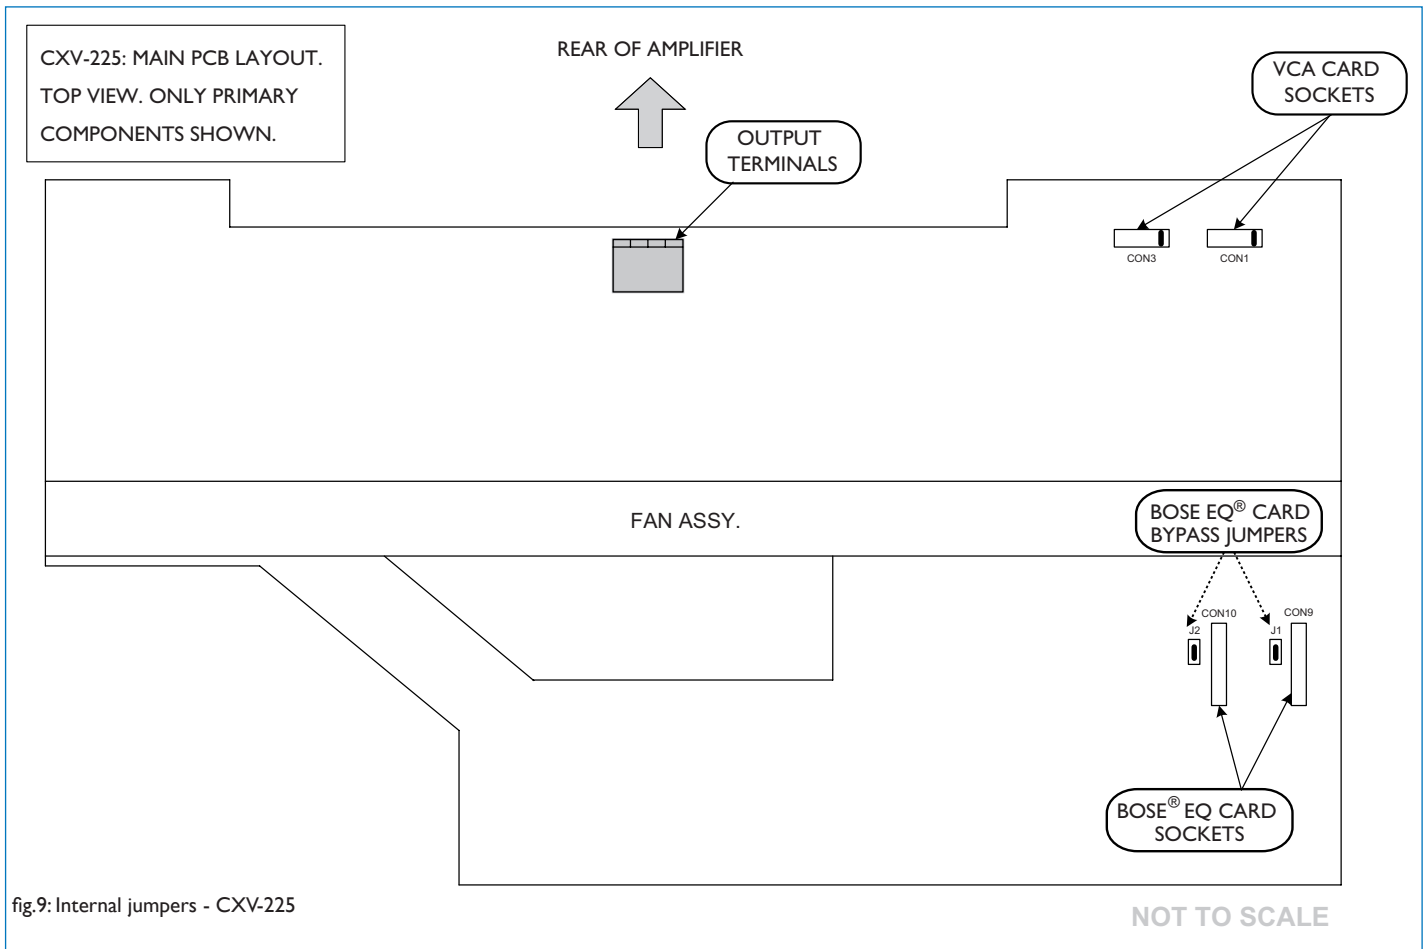 CXV-225: MAIN PCB LAYOUT.
TOP VIEW. ONLY PRIMARY
COMPONENTS SHOWN.
REAR OF AMPLIFIER
OUTPUT
TERMINALS
VCA CARD
SOCKETS
CON3
CON1
FAN ASSY.
BOSE EQ® CARD
BYPASS JUMPERS
J2
CON10
J1
CON9
BOSE® EQ CARD
SOCKETS
fig.9: Internal jumpers - CXV-225
NOT TO SCALE